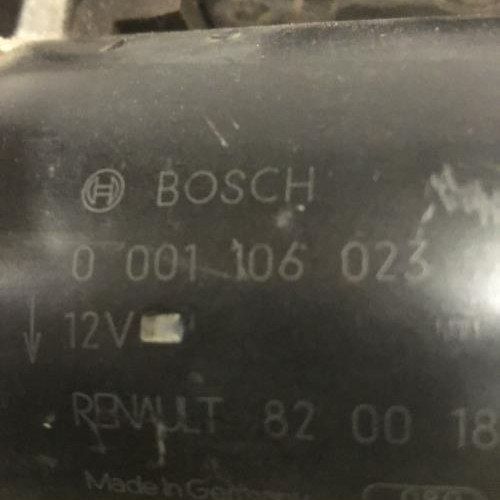 BOSCH
0 001 106 023
12V
RENAULT 82 00 18
Made in Germany